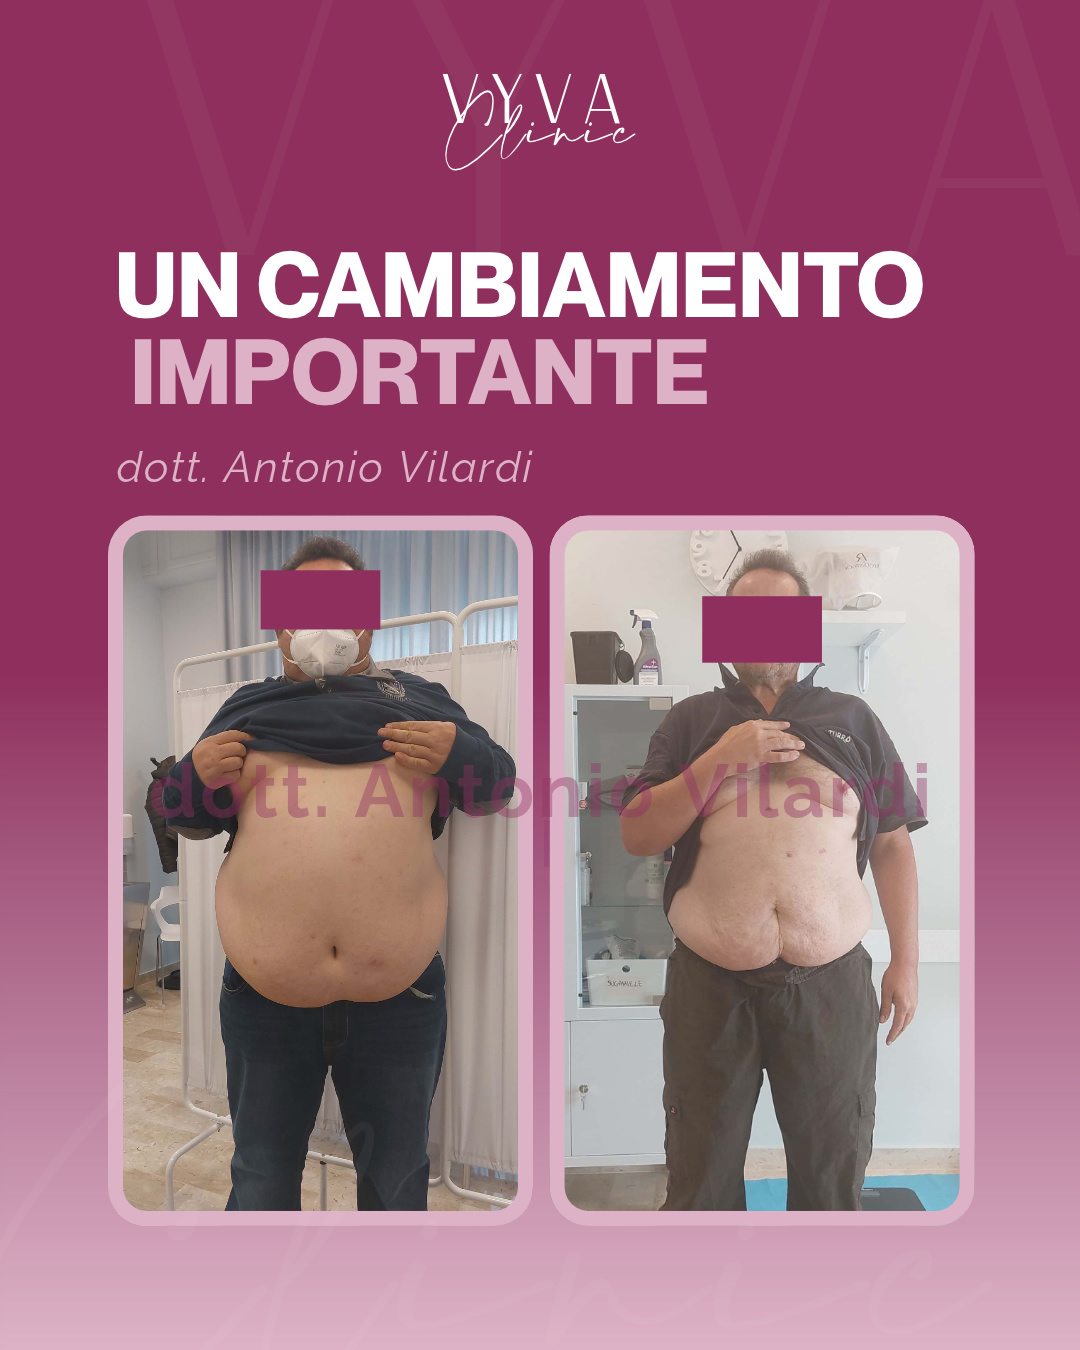 VYVA
Clinic
UN CAMBIAMENTO
IMPORTANTE
dott. Antonio Vilardi
dott. Antonio Vilardi